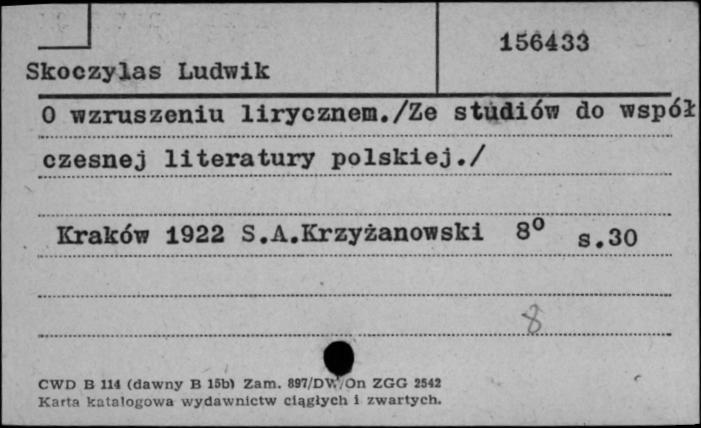 156433
Skoczylas Ludwik
O wzruszeniu lirycznem./Ze studiów do współ
czesnej literatury polskiej./
Kraków 1922 S.A.Krzyżanowski 8° s.30
8
CWD B 114 (dawny B 15b) Zam. 897/DW/On ZGG 2542
Karta katalogowa wydawnictw ciągłych i zwartych.